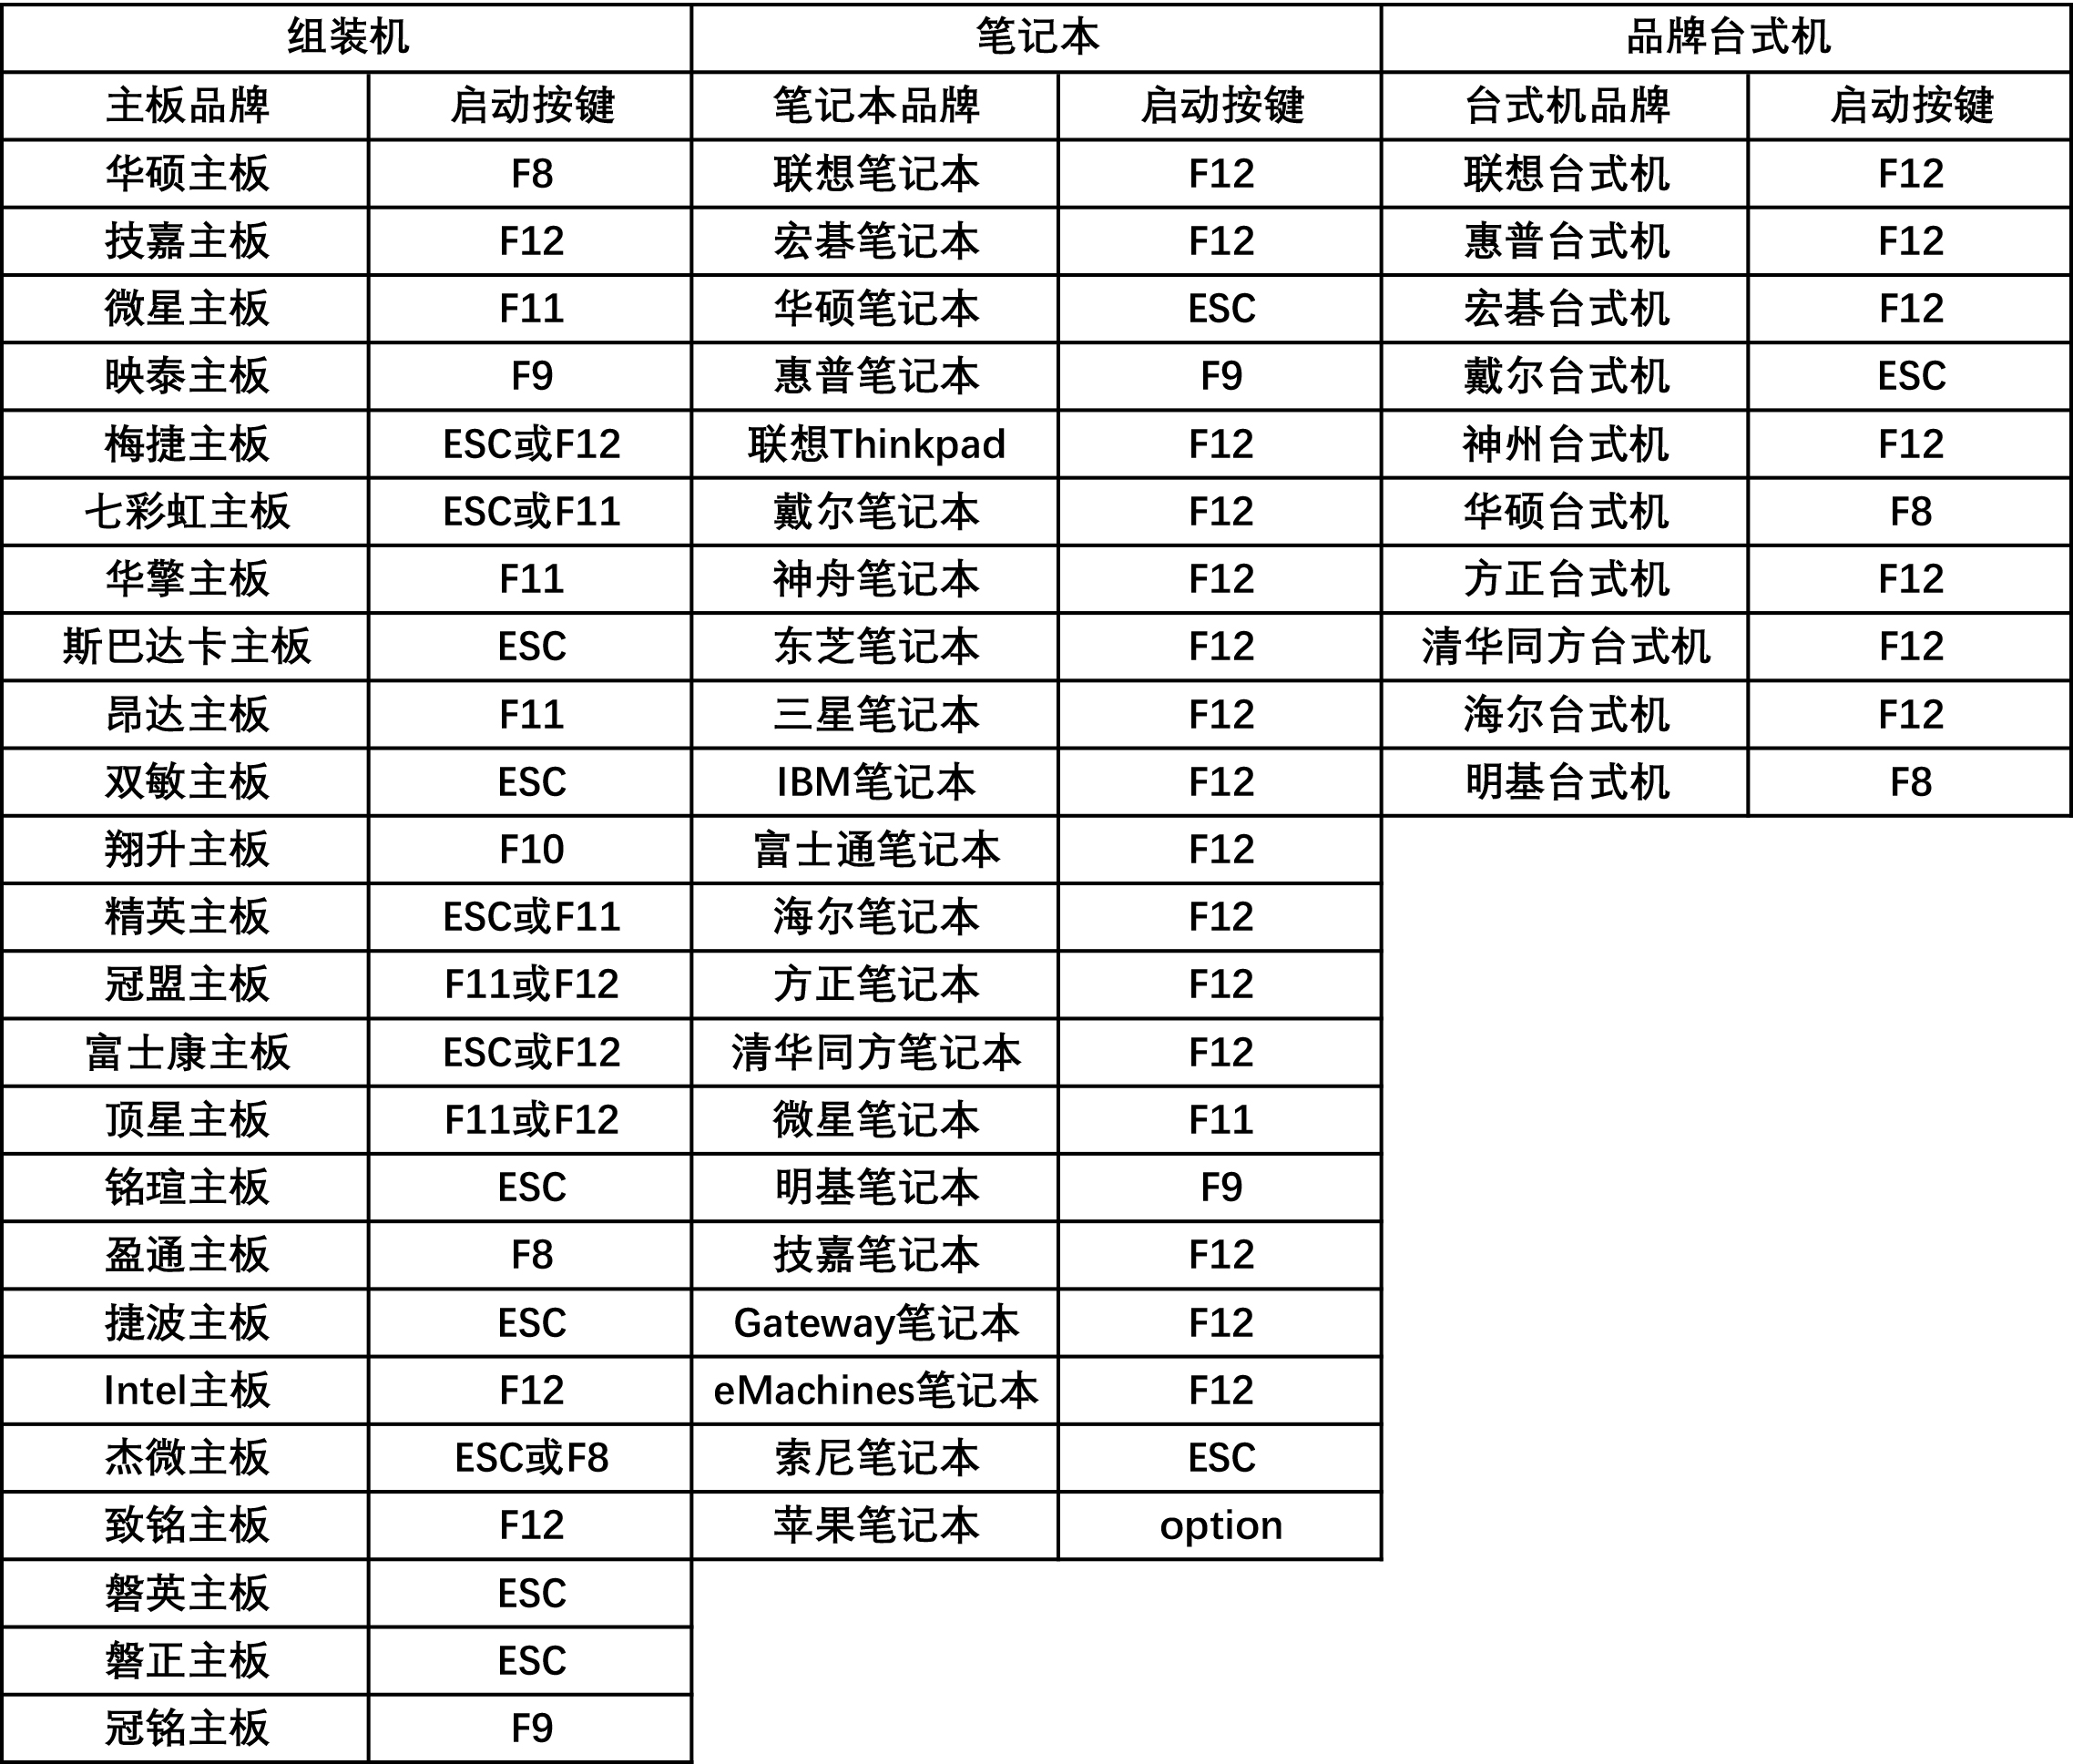 组装机 笔记本 品牌台式机
主板品牌 启动按键 笔记本品牌 启动按键 台式机品牌 启动按键
华硕主板 F8 联想笔记本 F12 联想台式机 F12
技嘉主板 F12 宏碁笔记本 F12 惠普台式机 F12
微星主板 F11 华硕笔记本 ESC 宏碁台式机 F12
映泰主板 F9 惠普笔记本 F9 戴尔台式机 ESC
梅捷主板 ESC或F12 联想Thinkpad F12 神州台式机 F12
七彩虹主板 ESC或F11 戴尔笔记本 F12 华硕台式机 F8
华擎主板 F11 神舟笔记本 F12 方正台式机 F12
斯巴达卡主板 ESC 东芝笔记本 F12 清华同方台式机 F12
昂达主板 F11 三星笔记本 F12 海尔台式机 F12
双敏主板 ESC IBM笔记本 F12 明基台式机 F8
翔升主板 F10 富士通笔记本 F12
精英主板 ESC或F11 海尔笔记本 F12
冠盟主板 F11或F12 方正笔记本 F12
富士康主板 ESC或F12 清华同方笔记本 F12
顶星主板 F11或F12 微星笔记本 F11
铭瑄主板 ESC 明基笔记本 F9
盈通主板 F8 技嘉笔记本 F12
捷波主板 ESC Gateway笔记本 F12
Intel主板 F12 eMachines笔记本 F12
杰微主板 ESC或F8 索尼笔记本 ESC
致铭主板 F12 苹果笔记本 option
磐英主板 ESC
磐正主板 ESC
冠铭主板 F9